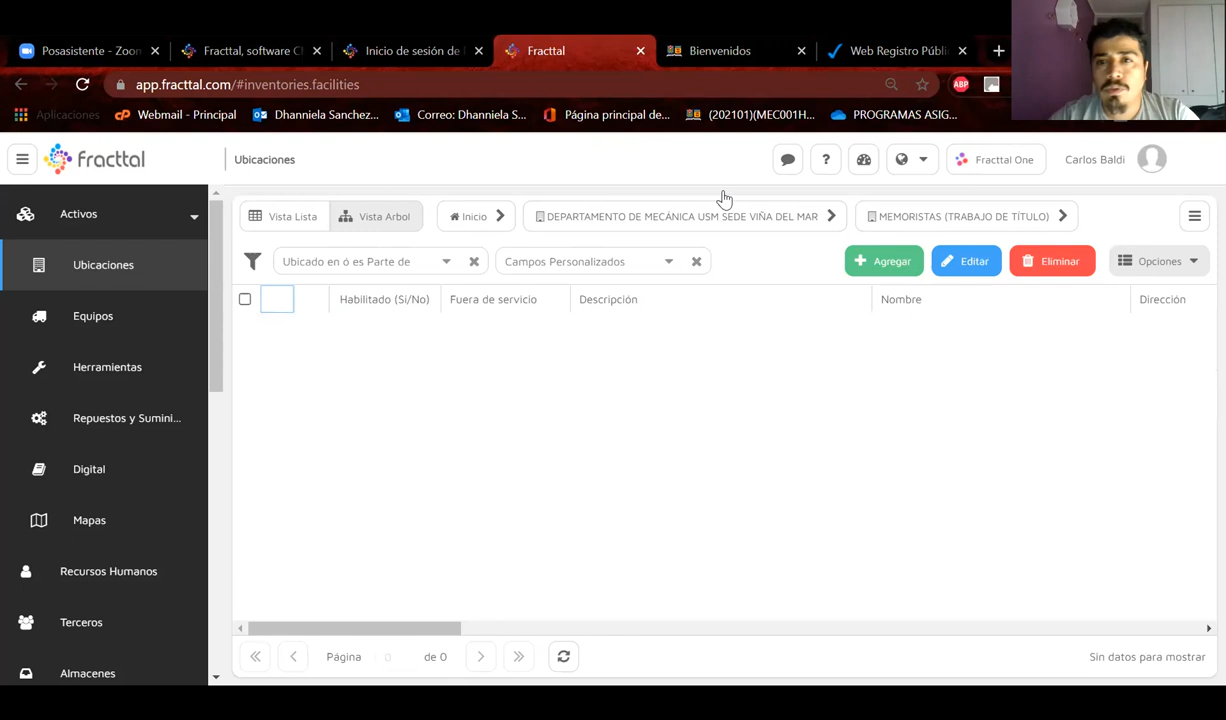 Posasistente - Zoom
Fracttal, software C
Inicio de sesión de
Fracttal
Bienvenidos
Web Registro Públi
app.fracttal.com/#inventories.facilities
ABP
Aplicaciones
Webmail - Principal
Dhanniela Sanchez...
Correo: Dhanniela S...
Página principal de...
(202101)(MEC001H...
PROGRAMAS ASIG...
fracttal
Ubicaciones
?
Fracttal One
Carlos Baldi
Activos
Ubicaciones
Equipos
Herramientas
Repuestos y Sumini...
Digital
Mapas
Recursos Humanos
Terceros
Almacenes
Vista Lista
Vista Arbol
Inicio
DEPARTAMENTO DE MECÁNICA USM SEDE VIÑA DEL MAR
MEMORISTAS (TRABAJO DE TÍTULO)
Ubicado en ó es Parte de
Campos Personalizados
Agregar
Editar
Eliminar
Opciones
Habilitado (Si/No)
Fuera de servicio
Descripción
Nombre
Dirección
Página
0
de 0
Sin datos para mostrar